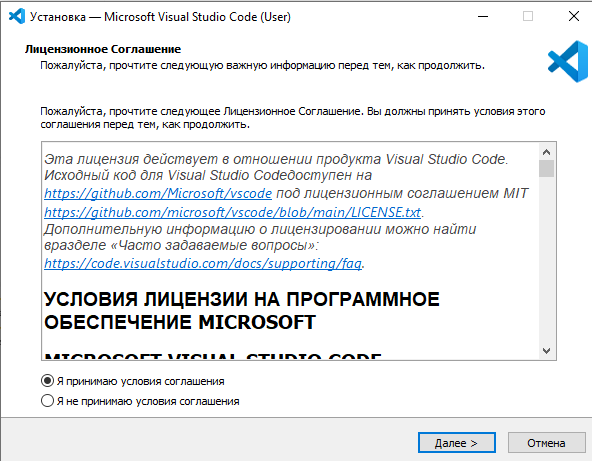 Установка — Microsoft Visual Studio Code (User)
Лицензионное Соглашение
Пожалуйста, прочтите следующую важную информацию перед тем, как продолжить.
Пожалуйста, прочтите следующее Лицензионное Соглашение. Вы должны принять условия этого
соглашения перед тем, как продолжить.
Эта лицензия действует в отношении продукта Visual Studio Code.
Исходный код для Visual Studio Codeдоступен на
https://github.com/Microsoft/vscode под лицензионным соглашением MIT
https://github.com/microsoft/vscode/blob/main/LICENSE.txt.
Дополнительную информацию о лицензировании можно найти
вразделе «Часто задаваемые вопросы»:
https://code.visualstudio.com/docs/supporting/faq.
УСЛОВИЯ ЛИЦЕНЗИИ НА ПРОГРАММНОЕ
ОБЕСПЕЧЕНИЕ MICROSOFT
MICROSOFT VISUAL STUDIO CODE
Я принимаю условия соглашения
Я не принимаю условия соглашения
Далее >
Отмена